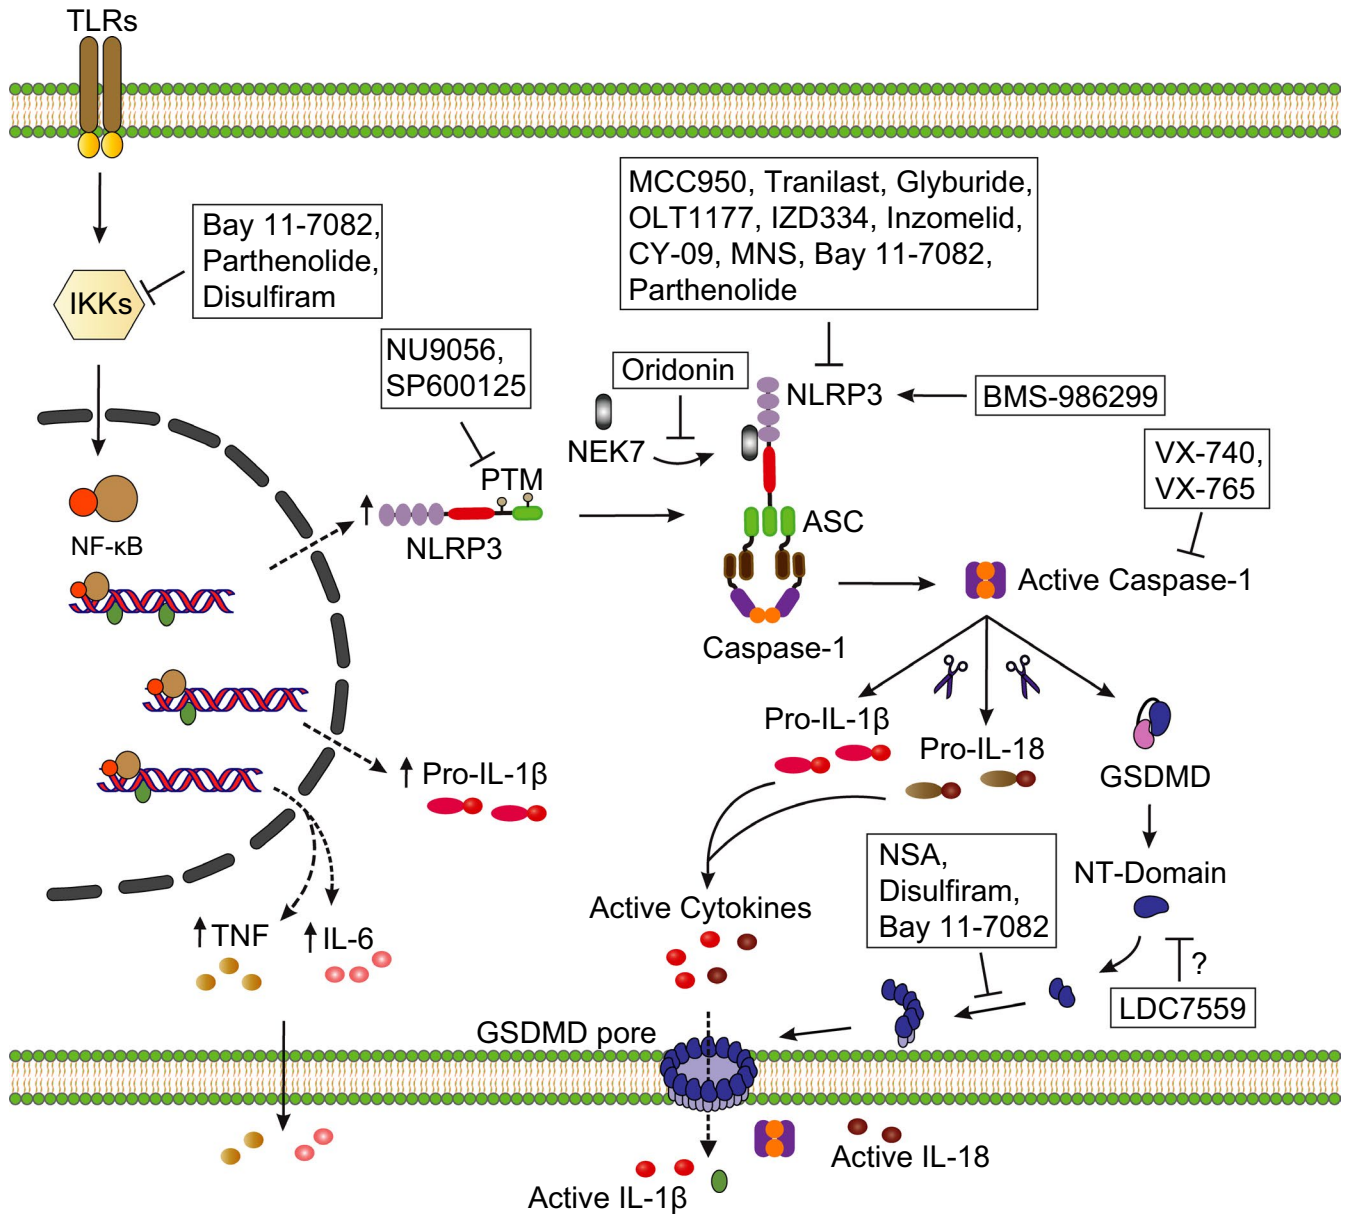 TLRs
Bay 11-7082,
Parthenolide,
Disulfiram
IKKs
MCC950, Tranilast, Glyburide,
OLT1177, IZD334, Inzomelid,
CY-09, MNS, Bay 11-7082,
Parthenolide
NU9056,
SP600125
Oridonin
NLRP3
BMS-986299
NEK7
VX-740,
VX-765
PTM
NLRP3
ASC
NF-κB
Active Caspase-1
Caspase-1
Pro-IL-1β
Pro-IL-18
GSDMD
Pro-IL-1β
NSA,
Disulfiram,
Bay 11-7082
NT-Domain
Active Cytokines
TNF
IL-6
?
LDC7559
GSDMD pore
Active IL-18
Active IL-1β